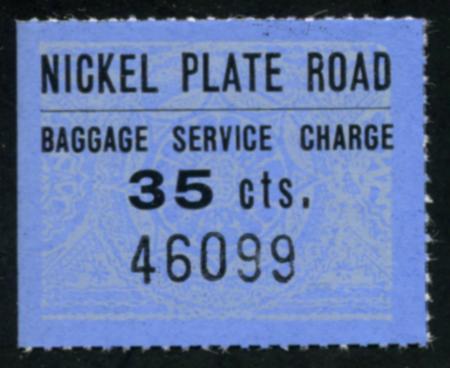 NICKEL PLATE ROAD
BAGGAGE SERVICE CHARGE
35 cts.
46099